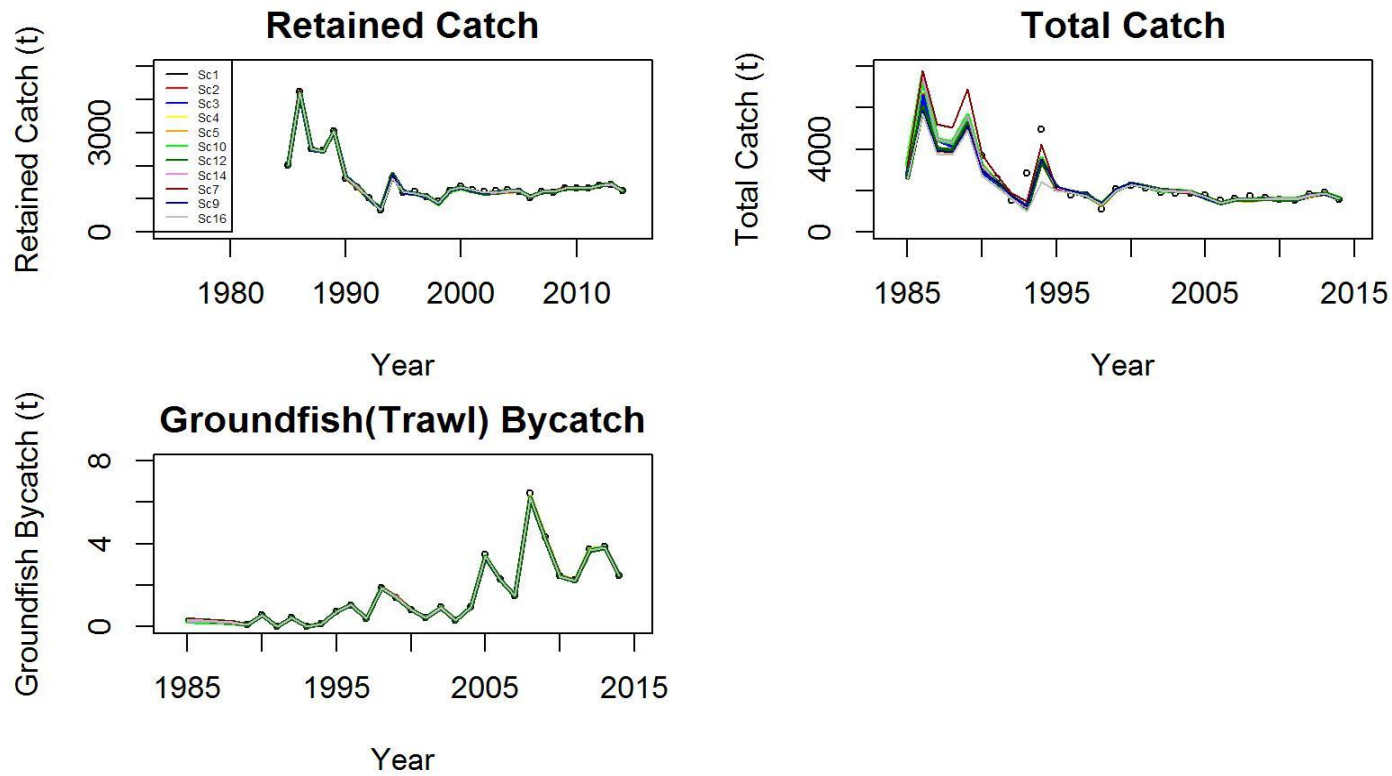 Retained Catch
Retained Catch (t)
3000
0
Sc1
Sc2
Sc3
Sc4
Sc5
Sc10
Sc12
Sc14
Sc7
Sc9
Sc16
1980 1990 2000 2010
Year
Total Catch
Total Catch (t)
4000
0
1985 1995 2005 2015
Year
Groundfish(Trawl) Bycatch
Groundfish Bycatch (t)
8
4
0
1985 1995 2005 2015
Year